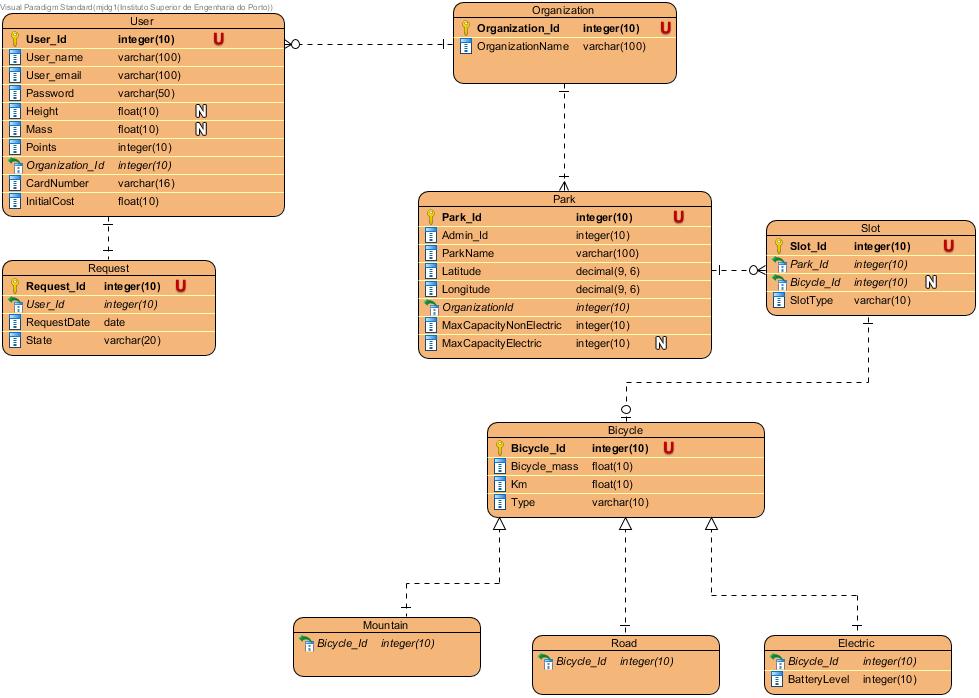 Visual Paradigm Standard(mjdg1(Instituto Superior de Engenharia do Porto))
User
User_Id integer(10) U
User_name varchar(100)
User_email varchar(100)
Password varchar(50)
Height float(10) N
Mass float(10) N
Points integer(10)
Organization_Id integer(10)
CardNumber varchar(16)
InitialCost float(10)
Organization
Organization_Id integer(10) U
OrganizationName varchar(100)
Request
Request_Id integer(10) U
User_Id integer(10)
RequestDate date
State varchar(20)
Park
Park_Id integer(10) U
Admin_Id integer(10)
ParkName varchar(100)
Latitude decimal(9, 6)
Longitude decimal(9, 6)
OrganizationId integer(10)
MaxCapacityNonElectric integer(10)
MaxCapacityElectric integer(10) N
Slot
Slot_Id integer(10) U
Park_Id integer(10)
Bicycle_Id integer(10) N
SlotType varchar(10)
Bicycle
Bicycle_Id integer(10) U
Bicycle_mass float(10)
Km float(10)
Type varchar(10)
Mountain
Bicycle_Id integer(10)
Road
Bicycle_Id integer(10)
Electric
Bicycle_Id integer(10)
BatteryLevel integer(10)